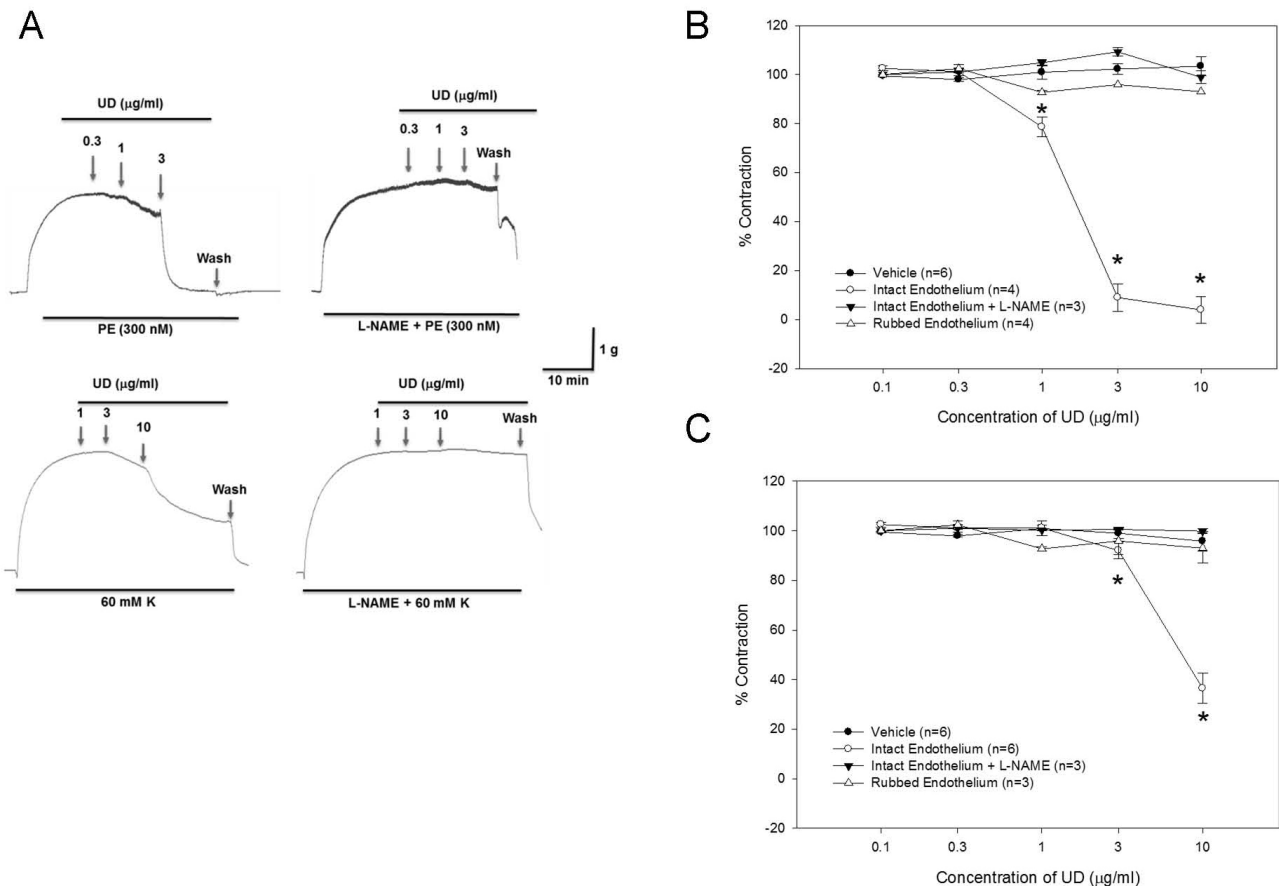 A
UD (μg/ml)
0.3 1 3
Wash
PE (300 nM)
UD (μg/ml)
0.3 1 3
Wash
L-NAME + PE (300 nM)
1 g
10 min
UD (μg/ml)
1 3 10
Wash
60 mM K
UD (μg/ml)
1 3 10
Wash
L-NAME + 60 mM K
B
120
100
80
60
40
20
0
-20
% Contraction
*
*
*
Vehicle (n=6)
Intact Endothelium (n=4)
Intact Endothelium + L-NAME (n=3)
Rubbed Endothelium (n=4)
0.1 0.3 1 3 10
Concentration of UD (μg/ml)
C
120
100
80
60
40
20
0
-20
% Contraction
*
*
Vehicle (n=6)
Intact Endothelium (n=6)
Intact Endothelium + L-NAME (n=3)
Rubbed Endothelium (n=3)
0.1 0.3 1 3 10
Concentration of UD (μg/ml)